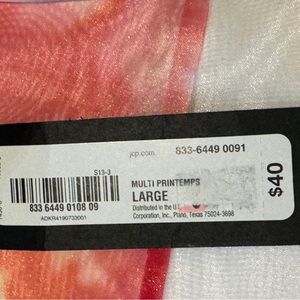 jcp.com 833-6449 0091
S13-3
833 6449 0108 09
ADKR4190733001
MULTI PRINTEMPS
LARGE
Distributed in the U
Corporation, Inc., Plano, Texas 75024-3698
$40